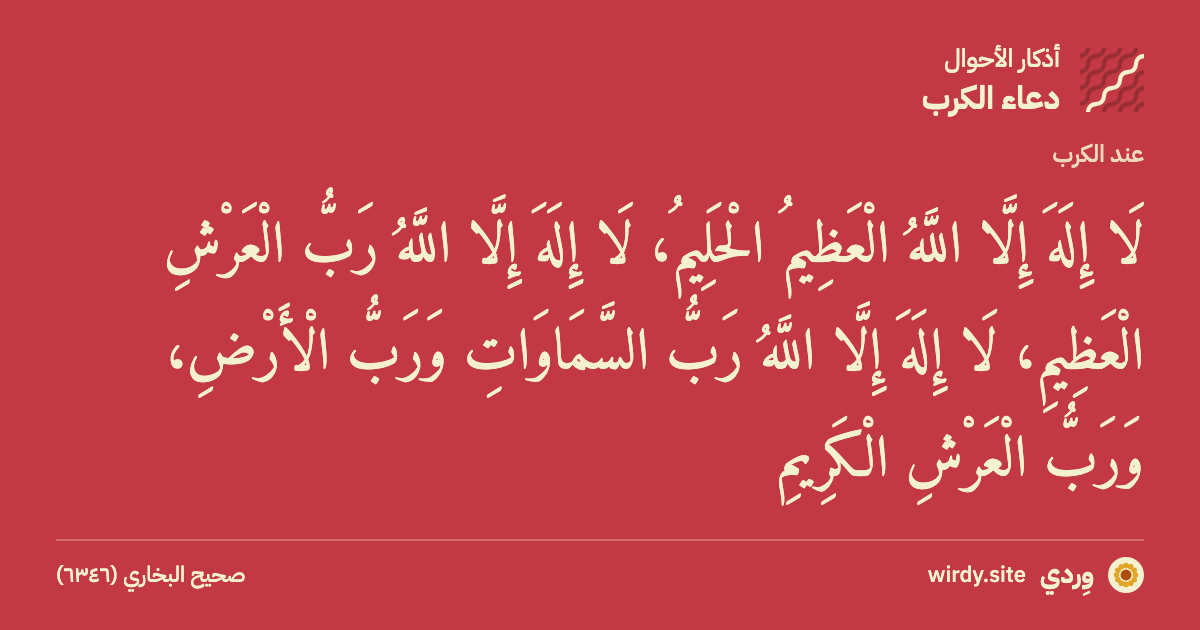 أذكار الأحوال
دعاء الكرب
عند الكرب
لَا إِلَهَ إِلَّا اللَّهُ الْعَظِيمُ الْحَلِيمُ، لَا إِلَهَ إِلَّا اللَّهُ رَبُّ الْعَرْشِ
الْعَظِيمِ، لَا إِلَهَ إِلَّا اللَّهُ رَبُّ السَّمَاوَاتِ وَرَبُّ الْأَرْضِ،
وَرَبُّ الْعَرْشِ الْكَرِيمِ
وِردي wirdy.site
صحيح البخاري (٦٣٤٦)